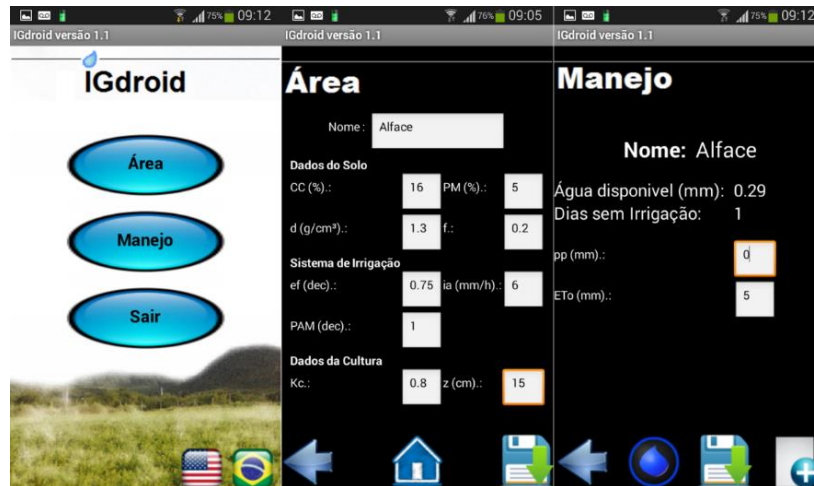 75% 09:12
IGdroid versão 1.1
IGdroid
Área
Manejo
Sair
76% 09:05
IGdroid versão 1.1
Área
Nome: Alface
Dados do Solo
CC (%).: 16 PM (%).: 5
d (g/cm³).: 1.3 f.: 0.2
Sistema de Irrigação
ef (dec).: 0.75 ia (mm/h).: 6
PAM (dec).: 1
Dados da Cultura
Kc.: 0.8 z (cm).: 15
75% 09:12
IGdroid versão 1.1
Manejo
Nome: Alface
Água disponivel (mm): 0.29
Dias sem Irrigação: 1
pp (mm).: 0
ETo (mm).: 5